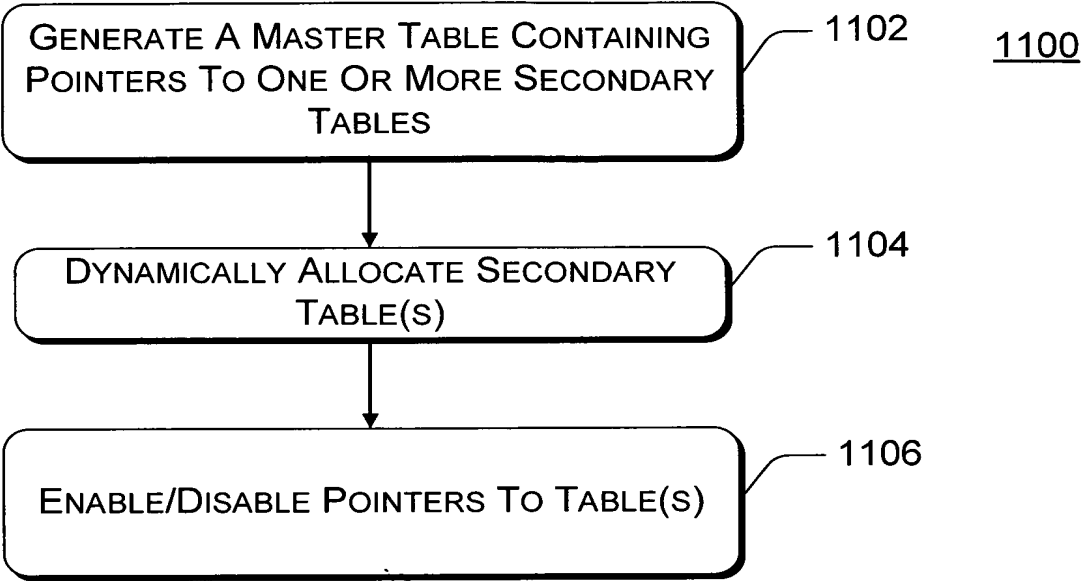 GENERATE A MASTER TABLE CONTAINING
POINTERS TO ONE OR MORE SECONDARY
TABLES
1102
1100
DYNAMICALLY ALLOCATE SECONDARY
TABLE(S)
1104
ENABLE/DISABLE POINTERS TO TABLE(S)
1106